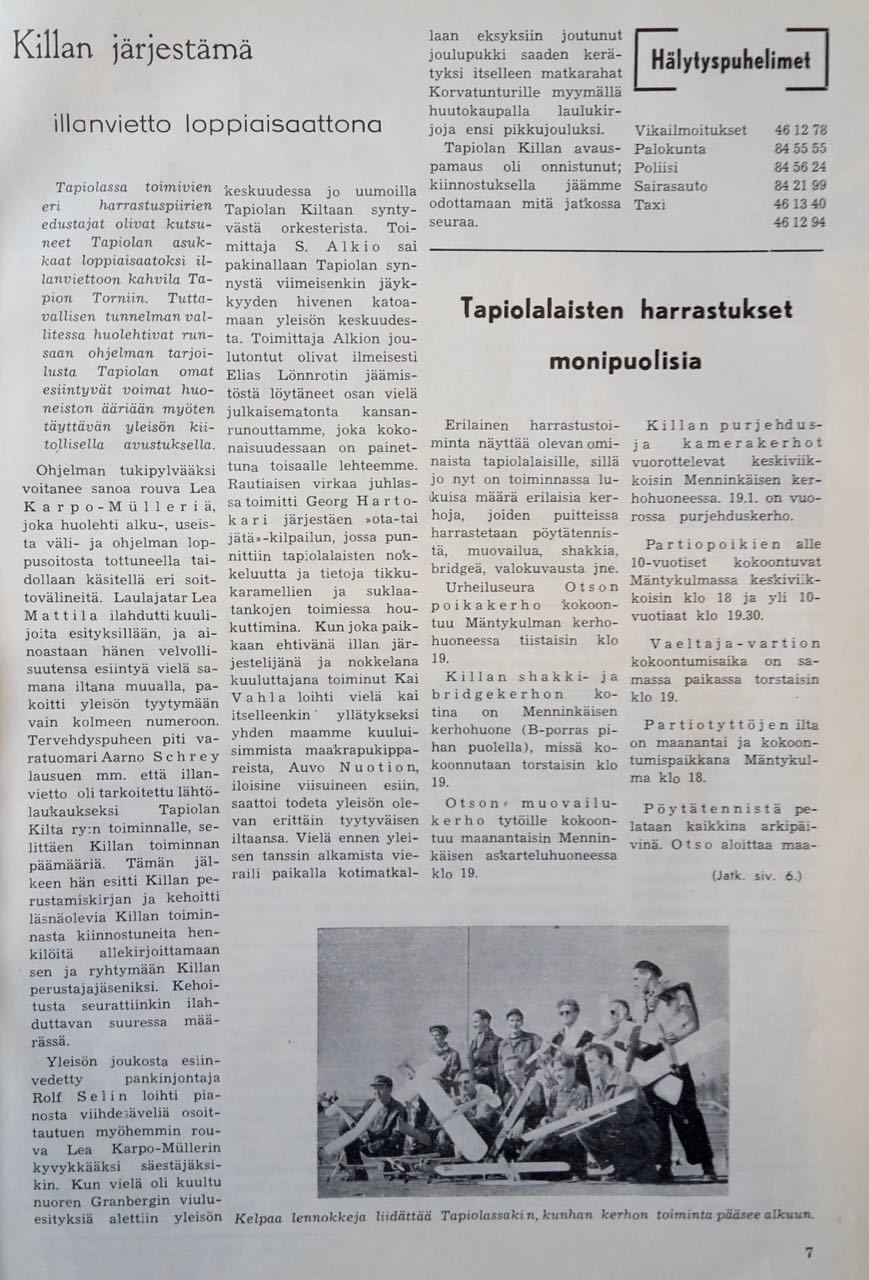 Killan järjestämä
illanvietto loppiaisaattona
Tapiolassa toimivien
eri harrastuspiirien
edustajat olivat kutsu-
neet Tapiolan asuk-
kaat loppiaisaatoksi il-
lanviettoon kahvila Ta-
pion Torniin. Tutta-
vallisen tunnelman val-
litessa huolehtivat run-
saan ohjelman tarjoi-
lusta Tapiolan omat
esiintyvät voimat huo-
neiston ääriään myöten
täyttävän yleisön kii-
tollisella avustuksella.
Ohjelman tukipylvääksi
voitanee sanoa rouva Lea
Karpo-Mülleriä,
joka huolehti alku-, useis-
ta väli- ja ohjelman lop-
pusoitosta tottuneella tai-
dollaan käsitellä eri soit-
tovälineitä. Laulajatar Lea
Mattila ilahdutti kuuli-
joita esityksillään, ja ai-
noastaan hänen velvolli-
suutensa esiintyä vielä sa-
mana iltana muualla, pa-
koitti yleisön tyytymään
vain kolmeen numeroon.
Tervehdyspuheen piti va-
ratuomari Aarno Schrey
lausuen mm. että illan-
vietto oli tarkoitettu lähtö-
laukaukseksi Tapiolan
Kilta ry:n toiminnalle, se-
littäen Killan toiminnan
päämääriä. Tämän jäl-
keen hän esitti Killan pe-
rustamiskirjan ja kehoitti
läsnäolevia Killan toimin-
nasta kiinnostuneita hen-
kilöitä allekirjoittamaan
sen ja ryhtymään Killan
perustajajäseniksi. Kehoi-
tusta seurattiinkin ilah-
duttavan suuressa mää-
rässä.
Yleisön joukosta esiin-
vedetty pankinjohtaja
Rolf Selin loihti pia-
nosta viihdesäveliä osoit-
tautuen myöhemmin rou-
va Lea Karpo-Müllerin
kyvykkääksi säestäjäksi-
kin. Kun vielä oli kuultu
nuoren Granbergin viulu-
esityksiä alettiin yleisön
keskuudessa jo uumoilla
Tapiolan Kiltaan synty-
västä orkesterista. Toi-
mittaja S. Alkio sai
pakinallaan Tapiolan syn-
nystä viimeisenkin jäyk-
kyyden hivenen katoa-
maan yleisön keskuudes-
ta. Toimittaja Alkion jou-
lutontut olivat ilmeisesti
Elias Lönnrotin jäämis-
töstä löytäneet osan vielä
julkaisematonta kansan-
runouttamme, joka koko-
naisuudessaan on painet-
tuna toisaalle lehteemme.
Rautiaisen virkaa juhlas-
sa toimitti Georg Harto-
kari järjestäen »ota-tai
jätä»-kilpailun, jossa pun-
nittiin tapiolalaisten nok-
keluutta ja tietoja tikku-
karamellien ja suklaa-
tankojen toimiessa hou-
kuttimina. Kun joka paik-
kaan ehtivänä illan jär-
jestelijänä ja nokkelana
kuuluttajana toiminut Kai
Vahla loihti vielä kai
itselleenkin yllätykseksi
yhden maamme kuului-
simmista maakrapukippa-
reista, Auvo Nuotion,
iloisine viisuineen esiin,
saattoi todeta yleisön ole-
van erittäin tyytyväisen
iltaansa. Vielä ennen ylei-
sen tanssin alkamista vie-
raili paikalla kotimatkal-
laan eksyksiin joutunut
joulupukki saaden kerä-
tyksi itselleen matkarahat
Korvatunturille myymällä
huutokaupalla laulukir-
joja ensi pikkujouluksi.
Tapiolan Killan avaus-
pamaus oli onnistunut;
kiinnostuksella jäämme
odottamaan mitä jatkossa
seuraa.
Hälytyspuhelimet
Vikailmoitukset 46 12 78
Palokunta 84 55 55
Poliisi 84 56 24
Sairasauto 84 21 99
Taxi 46 13 40
46 12 94
Tapiolalaisten harrastukset
monipuolisia
Erilainen harrastustoi-
minta näyttää olevan omi-
naista tapiolalaisille, sillä
jo nyt on toiminnassa lu-
kuisa määrä erilaisia ker-
hoja, joiden puitteissa
harrastetaan pöytätennis-
tä, muovailua, shakkia,
bridgeä, valokuvausta jne.
Urheiluseura Otson
poikakerho kokoon-
tuu Mäntykulman kerho-
huoneessa tiistaisin klo
19.
Killan shakki- ja
bridgekerhon ko-
tina on Menninkäisen
kerhohuone (B-porras pi-
han puolella), missä ko-
koonnutaan torstaisin klo
19.
Otson muovailu-
kerho tytöille kokoon-
tuu maanantaisin Mennin-
käisen askarteluhuoneessa
klo 19.
Killan purjehdus-
ja kamerakerhot
vuorottelevat keskiviik-
koisin Menninkäisen ker-
hohuoneessa. 19.1. on vuo-
rossa purjehduskerho.
Partiopoikien alle
10-vuotiset kokoontuvat
Mäntykulmassa keskiviik-
koisin klo 18 ja yli 10-
vuotiaat klo 19.30.
Vaeltaja-vartion
kokoontumisaika on sa-
massa paikassa torstaisin
klo 19.
Partiotyttöjen ilta
on maanantai ja kokoon-
tumispaikkana Mäntykul-
ma klo 18.
Pöytätennistä pe-
lataan kaikkina arkipäi-
vinä. Otso aloittaa maa-
(Jatk. siv. 6.)
Kelpaa lennokkeja liidättää Tapiolassakin, kunhan kerhon toiminta pääsee alkuun.
7